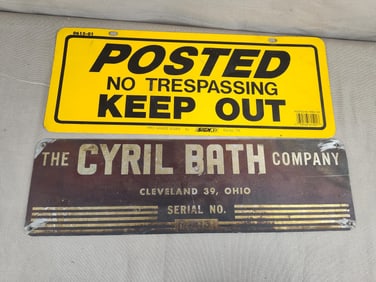 POSTED
NO TRESPASSING
KEEP OUT
THE CYRIL BATH COMPANY
CLEVELAND 39, OHIO
SERIAL NO.